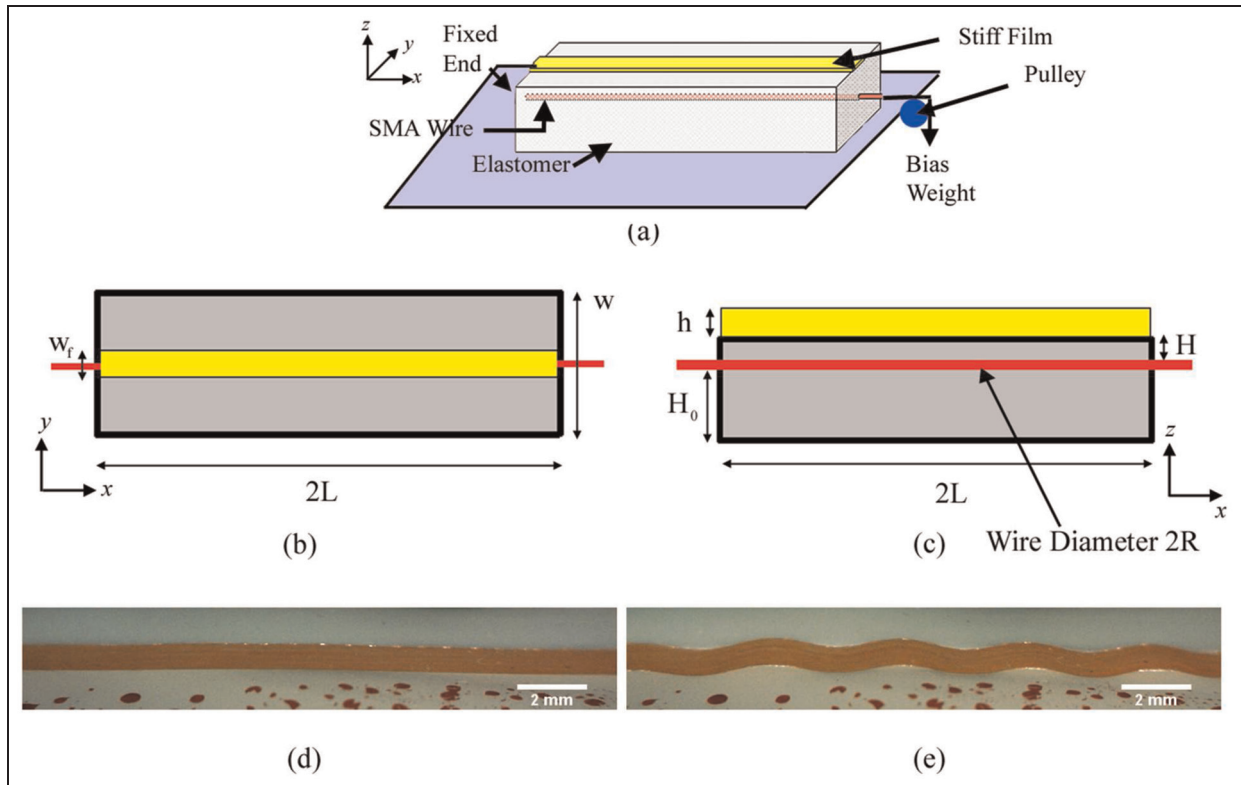 z
y
x
Fixed
End
Stiff Film
Pulley
SMA Wire
Elastomer
Bias
Weight
(a)
w
w_f
y
x
2L
(b)
h
H
H₀
z
x
2L
(c)
Wire Diameter 2R
2 mm
2 mm
(d)
(e)